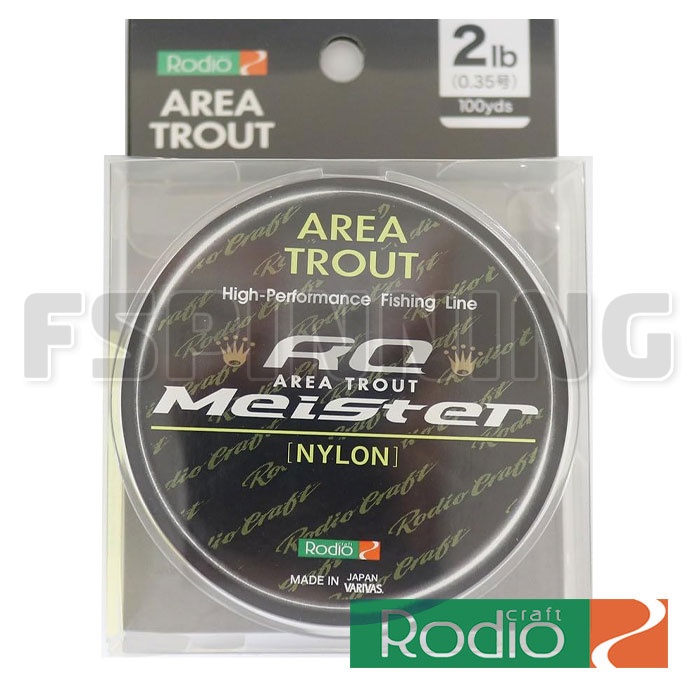 Rodio
2lb
(0.35号)
100yds
AREA
TROUT
AREA
TROUT
High-Performance Fishing Line
FSPINNING
RC
AREA TROUT
Meister
[NYLON]
Rodio craft
MADE IN JAPAN
VARIVAS
Rodio craft